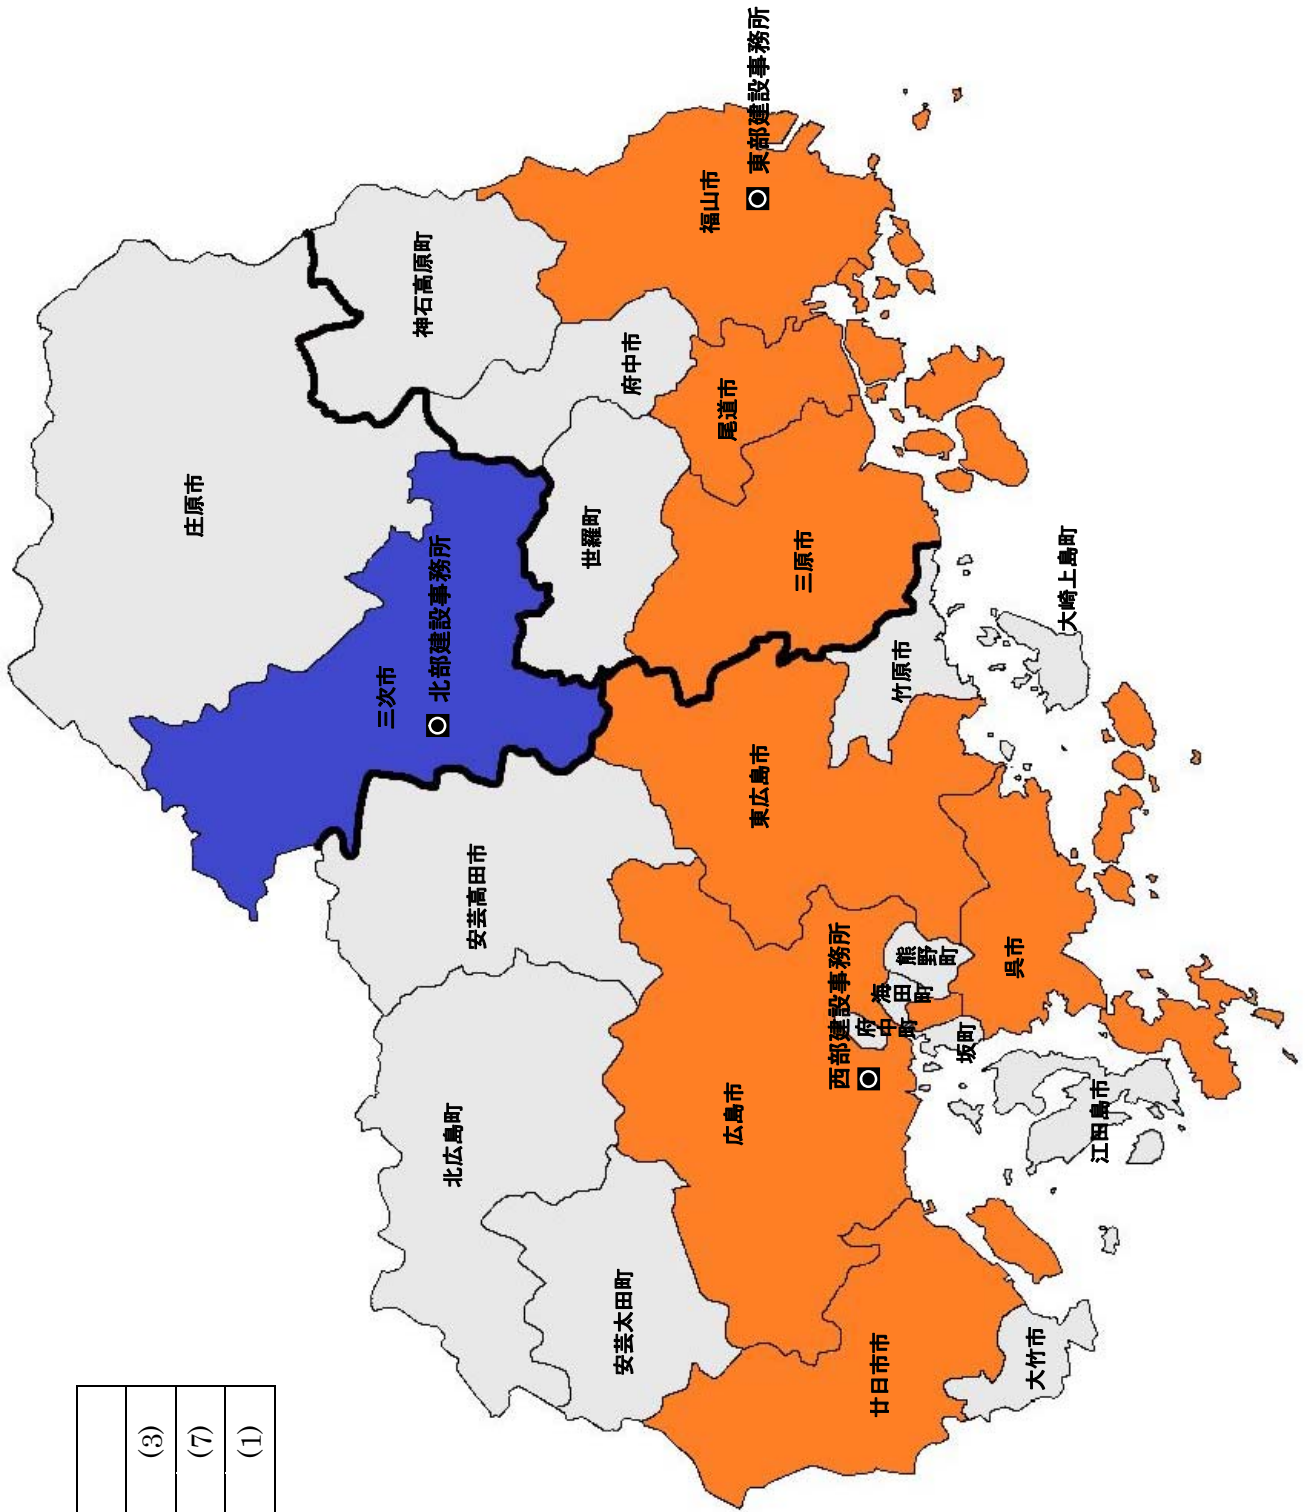 (3)
(7)
(1)
庄原市
神石高原町
三次市
北部建設事務所
府中市
世羅町
福山市
東部建設事務所
尾道市
三原市
竹原市
大崎上島町
東広島市
安芸高田市
北広島町
安芸太田町
広島市
西部建設事務所
府中町
海田町
熊野町
坂町
呉市
江田島市
廿日市市
大竹市